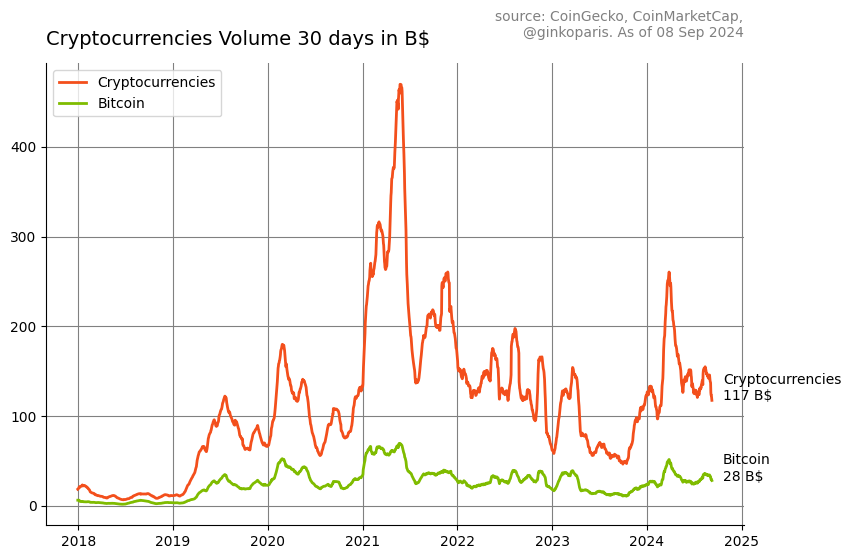 source: CoinGecko, CoinMarketCap,
@ginkoparis. As of 08 Sep 2024
Cryptocurrencies Volume 30 days in B$
Cryptocurrencies
Bitcoin
400
300
200
100
0
Cryptocurrencies
117 B$
Bitcoin
28 B$
2018
2019
2020
2021
2022
2023
2024
2025